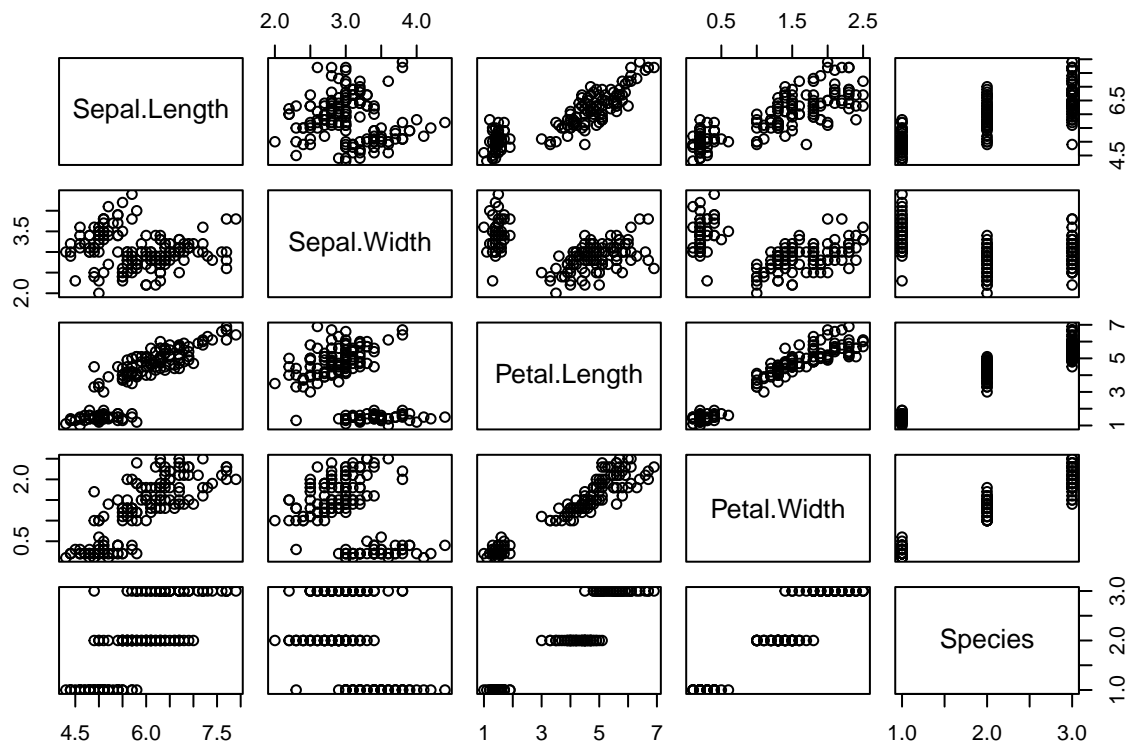 2.0 3.0 4.0
0.5 1.5 2.5
Sepal.Length
4.5 6.5
2.0 3.5
Sepal.Width
Petal.Length
1 3 5 7
0.5 2.0
Petal.Width
Species
1.0 2.0 3.0
4.5 6.0 7.5
1 3 5 7
1.0 2.0 3.0